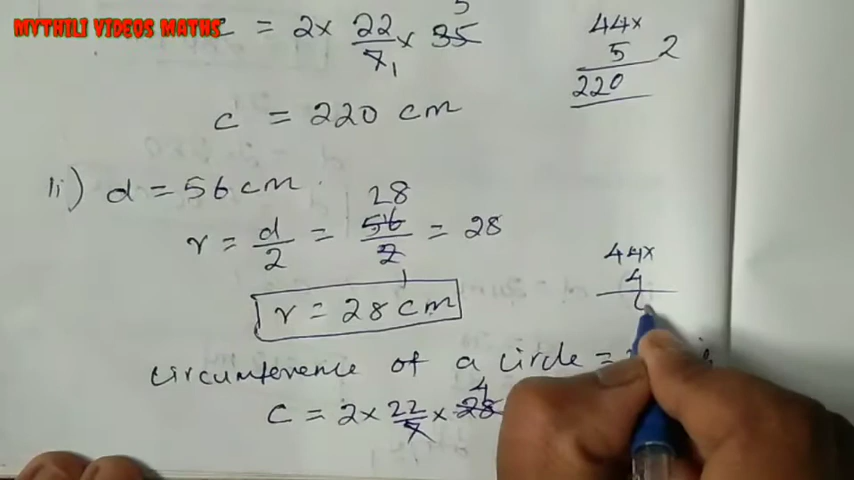 MYTHILI VIDEOS MATHS
= 2 × 22/7 × 35 5
1
44×
5 2
220
C = 220 cm
ii) d = 56 cm
28
r = d/2 = 56/2 = 28
1
44×
4
r = 28 cm
circumference of a circle =
4
C = 2 × 22/7 × 28